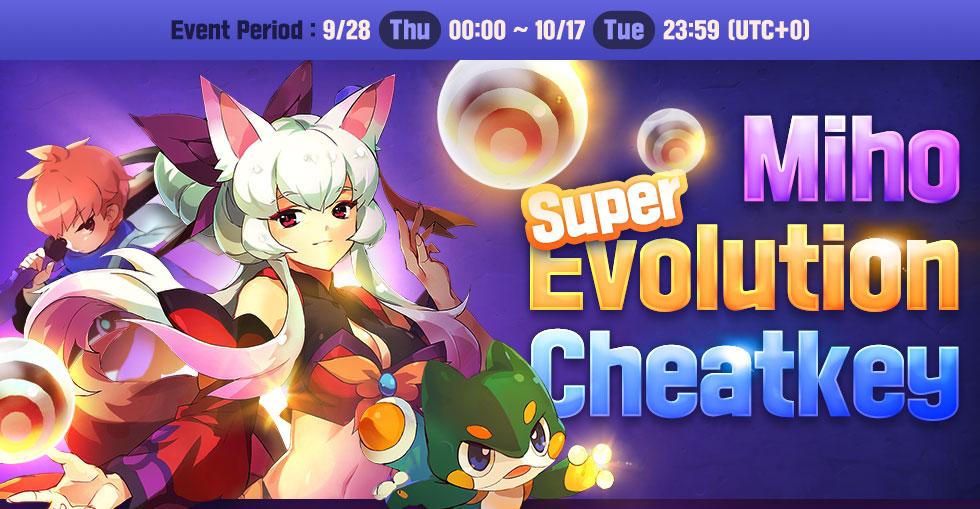 Event Period : 9/28 Thu 00:00 ~ 10/17 Tue 23:59 (UTC+0)
Miho
Super
Evolution
Cheatkey